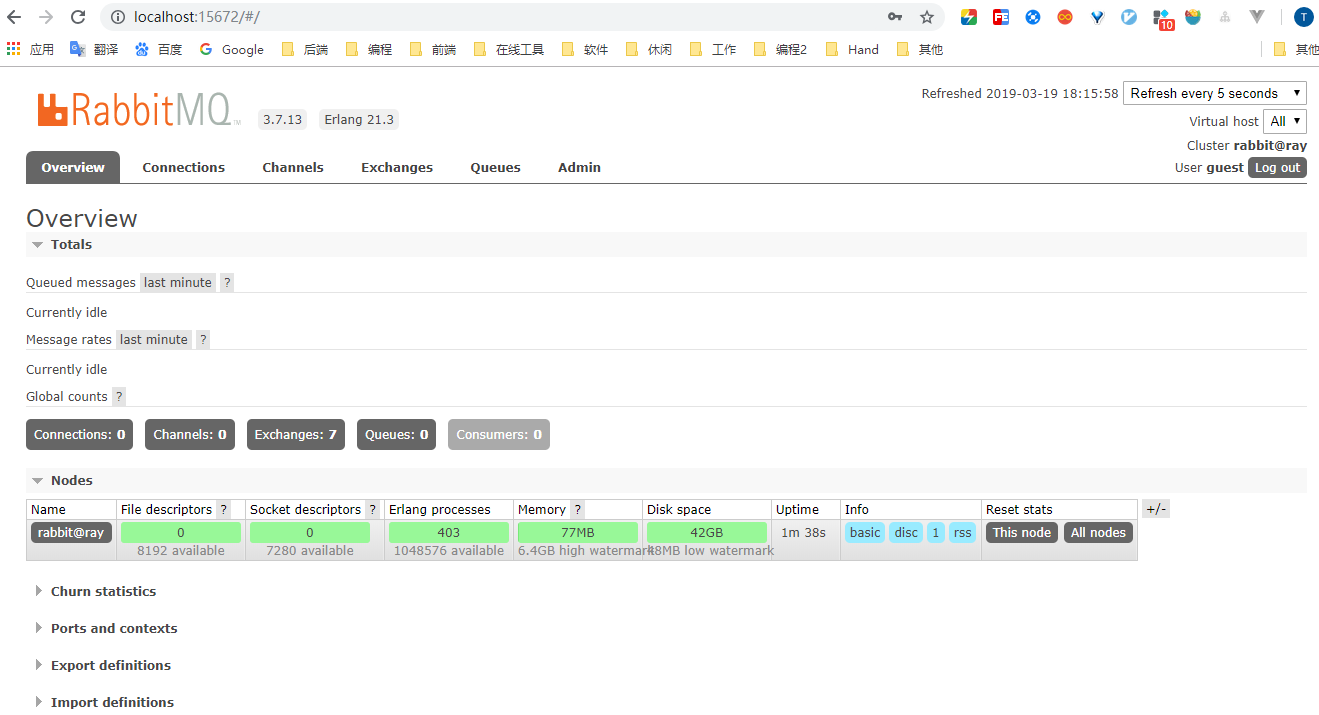 localhost:15672/#/
10
T
应用 翻译 百度 Google 后端 编程 前端 在线工具 软件 休闲 工作 编程2 Hand 其他 其他
RabbitMQ TM 3.7.13 Erlang 21.3
Refreshed 2019-03-19 18:15:58 Refresh every 5 seconds
Virtual host All
Cluster rabbit@ray
User guest Log out
Overview Connections Channels Exchanges Queues Admin
Overview
Totals
Queued messages last minute ?
Currently idle
Message rates last minute ?
Currently idle
Global counts ?
Connections: 0 Channels: 0 Exchanges: 7 Queues: 0 Consumers: 0
Nodes
Name File descriptors ? Socket descriptors ? Erlang processes Memory ? Disk space Uptime Info Reset stats +/-
rabbit@ray 0 0 403 77MB 42GB 1m 38s basic disc 1 rss This node All nodes
8192 available 7280 available 1048576 available 6.4GB high watermark 48MB low watermark
Churn statistics
Ports and contexts
Export definitions
Import definitions